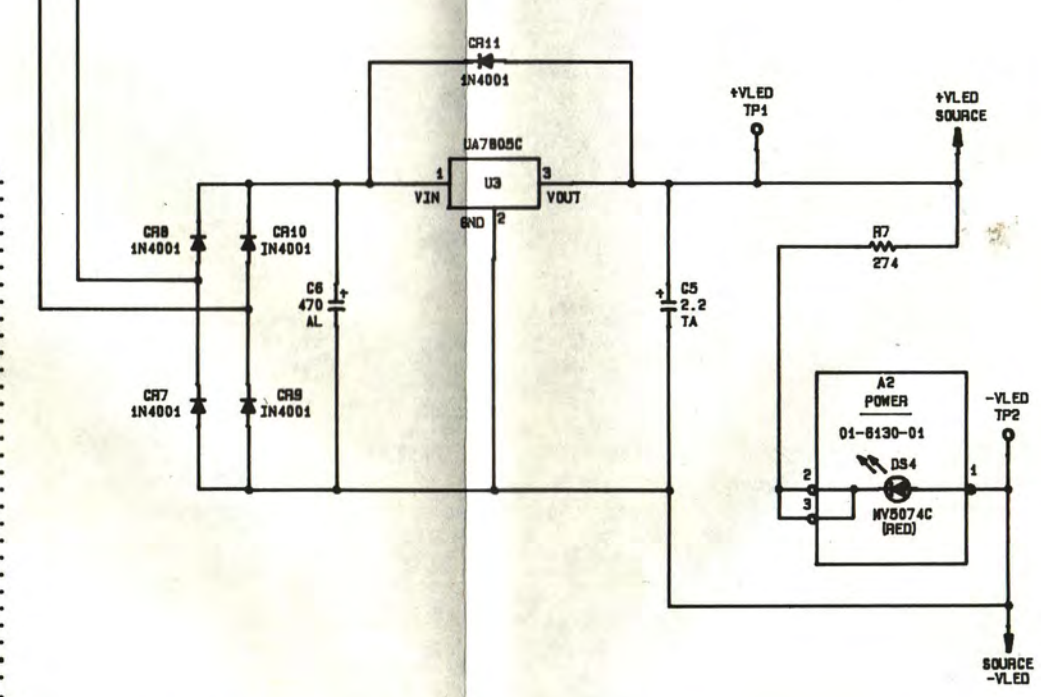 CR11
1N4001
+VLED
TP1
+VLED
SOURCE
UA7805C
1
U3
3
VIN
VOUT
GND
2
CR8
1N4001
CR10
1N4001
R7
274
C6
470
AL
+
+
C5
2.2
TA
CR7
1N4001
CR9
1N4001
A2
POWER
01-6130-01
-VLED
TP2
DS4
2
1
3
MV5074C
(RED)
SOURCE
-VLED